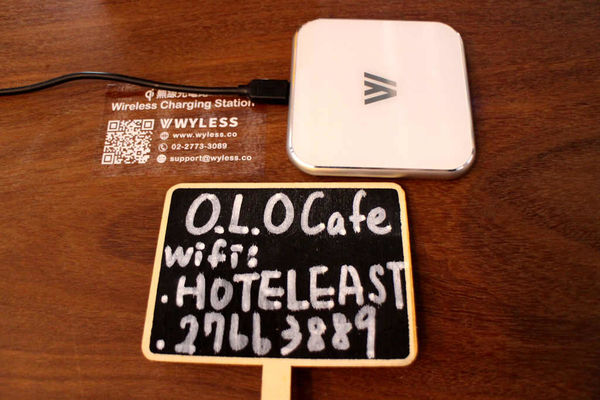 無線充電站
Wireless Charging Station
WYLESS
www.wyless.co
02-2773-3089
support@wyless.co
W
O.L.O Cafe
wifi:
.HOTELEAST
.27663889